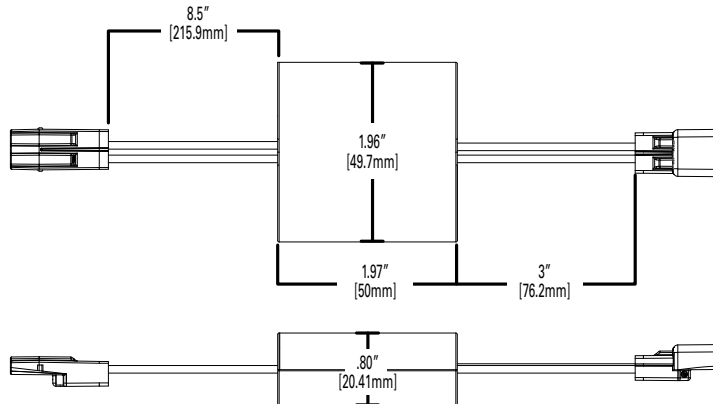 8.5”
[215.9mm]
1.96”
[49.7mm]
1.97”
[50mm]
3”
[76.2mm]
.80”
[20.41mm]